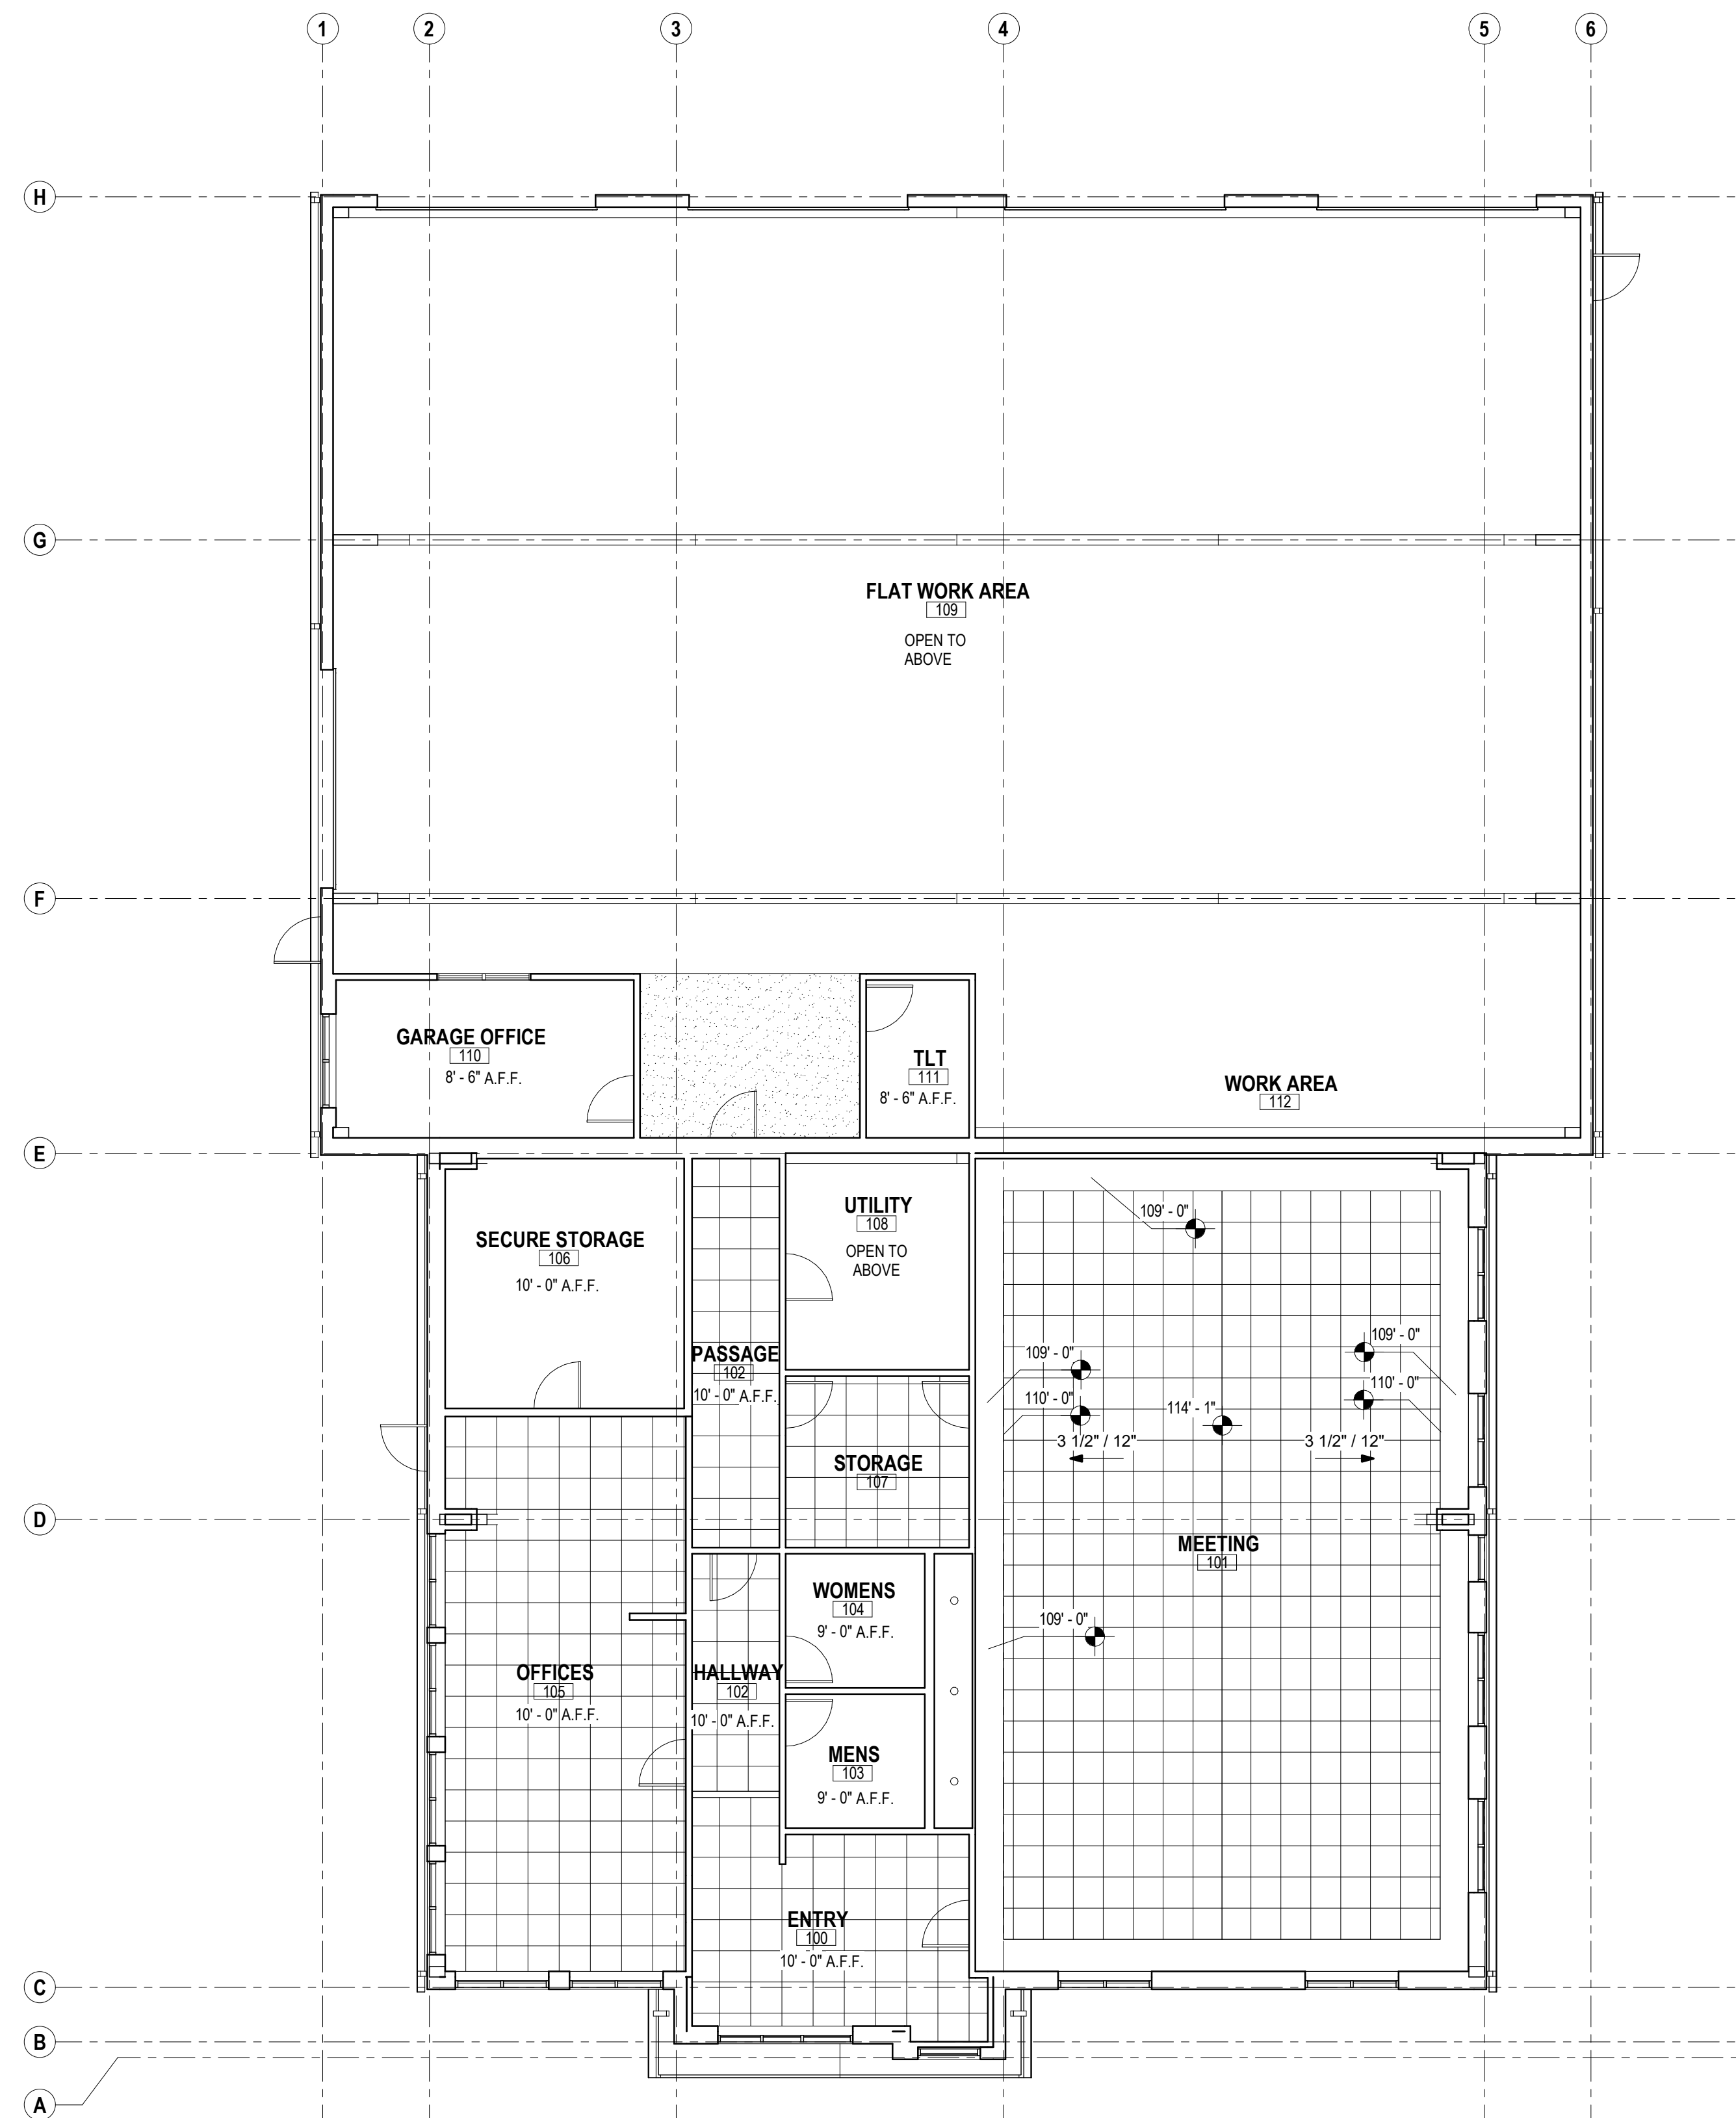 1
2
3
4
5
6
H
G
FLAT WORK AREA
109
OPEN TO
ABOVE
F
GARAGE OFFICE
110
8' - 6" A.F.F.
TLT
111
8' - 6" A.F.F.
WORK AREA
112
E
SECURE STORAGE
106
10' - 0" A.F.F.
UTILITY
108
OPEN TO
ABOVE
109' - 0"
PASSAGE
102
10' - 0" A.F.F.
109' - 0"
109' - 0"
110' - 0"
110' - 0"
114' - 1"
3 1/2" / 12"
3 1/2" / 12"
STORAGE
107
D
MEETING
101
WOMENS
104
9' - 0" A.F.F.
109' - 0"
OFFICES
105
10' - 0" A.F.F.
HALLWAY
102
10' - 0" A.F.F.
MENS
103
9' - 0" A.F.F.
ENTRY
100
10' - 0" A.F.F.
C
B
A